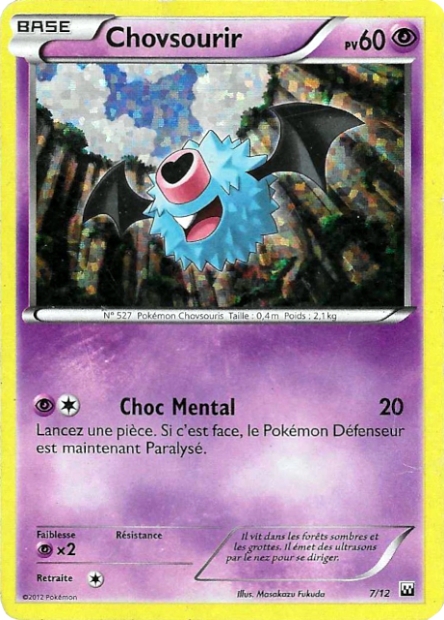 BASE
Chovsourir
PV60
N° 527 Pokémon Chovsouris Taille : 0,4 m Poids : 2,1 kg
Choc Mental 20
Lancez une pièce. Si c'est face, le Pokémon Défenseur
est maintenant Paralysé.
Faiblesse Résistance
×2
Retraite
Il vit dans les forêts sombres et
les grottes. Il émet des ultrasons
par le nez pour se diriger.
©2012 Pokémon
Illus. Masakazu Fukuda
7/12